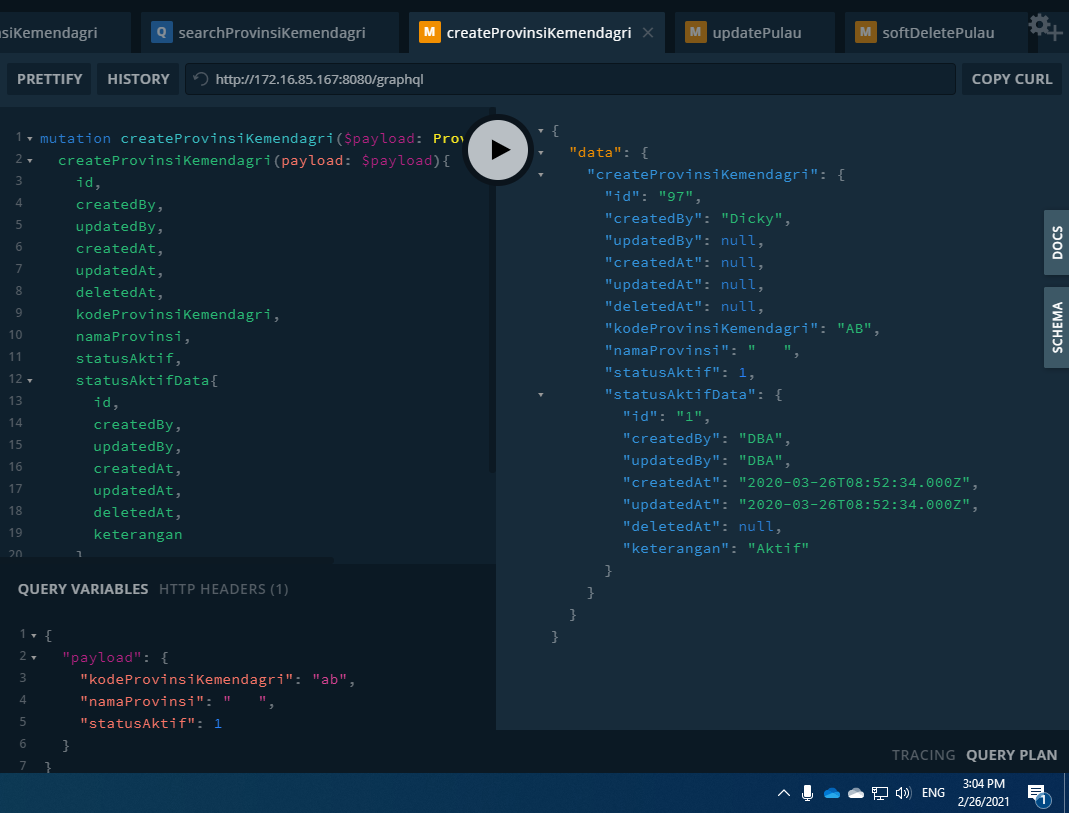 siKemendagri
Q searchProvinsiKemendagri
M createProvinsiKemendagri
M updatePulau
M softDeletePulau
PRETTIFY
HISTORY
http://172.16.85.167:8080/graphql
COPY CURL
1 mutation createProvinsiKemendagri($payload: Prov
2 createProvinsiKemendagri(payload: $payload){
3 id,
4 createdBy,
5 updatedBy,
6 createdAt,
7 updatedAt,
8 deletedAt,
9 kodeProvinsiKemendagri,
10 namaProvinsi,
11 statusAktif,
12 statusAktifData{
13 id,
14 createdBy,
15 updatedBy,
16 createdAt,
17 updatedAt,
18 deletedAt,
19 keterangan
20 }
QUERY VARIABLES HTTP HEADERS (1)
1 {
2 "payload": {
3 "kodeProvinsiKemendagri": "ab",
4 "namaProvinsi": "   ",
5 "statusAktif": 1
6 }
7 }
{
"data": {
"createProvinsiKemendagri": {
"id": "97",
"createdBy": "Dicky",
"updatedBy": null,
"createdAt": null,
"updatedAt": null,
"deletedAt": null,
"kodeProvinsiKemendagri": "AB",
"namaProvinsi": "   ",
"statusAktif": 1,
"statusAktifData": {
"id": "1",
"createdBy": "DBA",
"updatedBy": "DBA",
"createdAt": "2020-03-26T08:52:34.000Z",
"updatedAt": "2020-03-26T08:52:34.000Z",
"deletedAt": null,
"keterangan": "Aktif"
}
}
}
}
DOCS
SCHEMA
TRACING QUERY PLAN
ENG
3:04 PM
2/26/2021
1